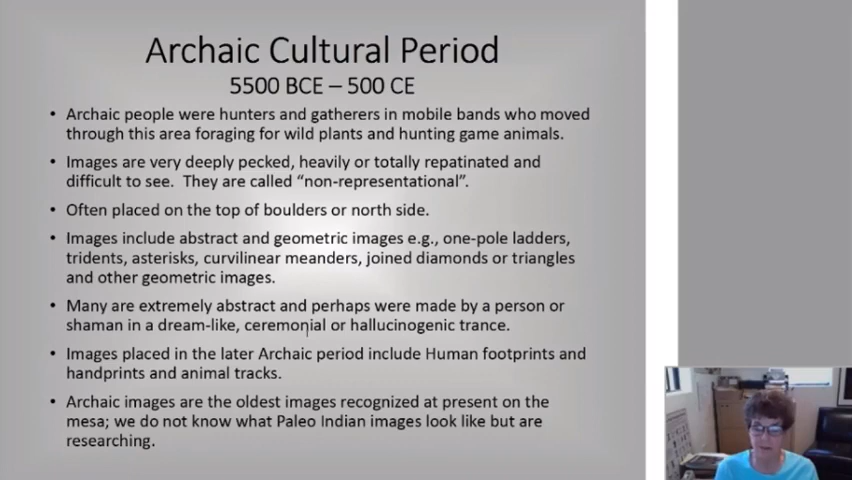 Archaic Cultural Period
5500 BCE – 500 CE
• Archaic people were hunters and gatherers in mobile bands who moved
through this area foraging for wild plants and hunting game animals.
• Images are very deeply pecked, heavily or totally repatinated and
difficult to see. They are called “non-representational”.
• Often placed on the top of boulders or north side.
• Images include abstract and geometric images e.g., one-pole ladders,
tridents, asterisks, curvilinear meanders, joined diamonds or triangles
and other geometric images.
• Many are extremely abstract and perhaps were made by a person or
shaman in a dream-like, ceremonial or hallucinogenic trance.
• Images placed in the later Archaic period include Human footprints and
handprints and animal tracks.
• Archaic images are the oldest images recognized at present on the
mesa; we do not know what Paleo Indian images look like but are
researching.